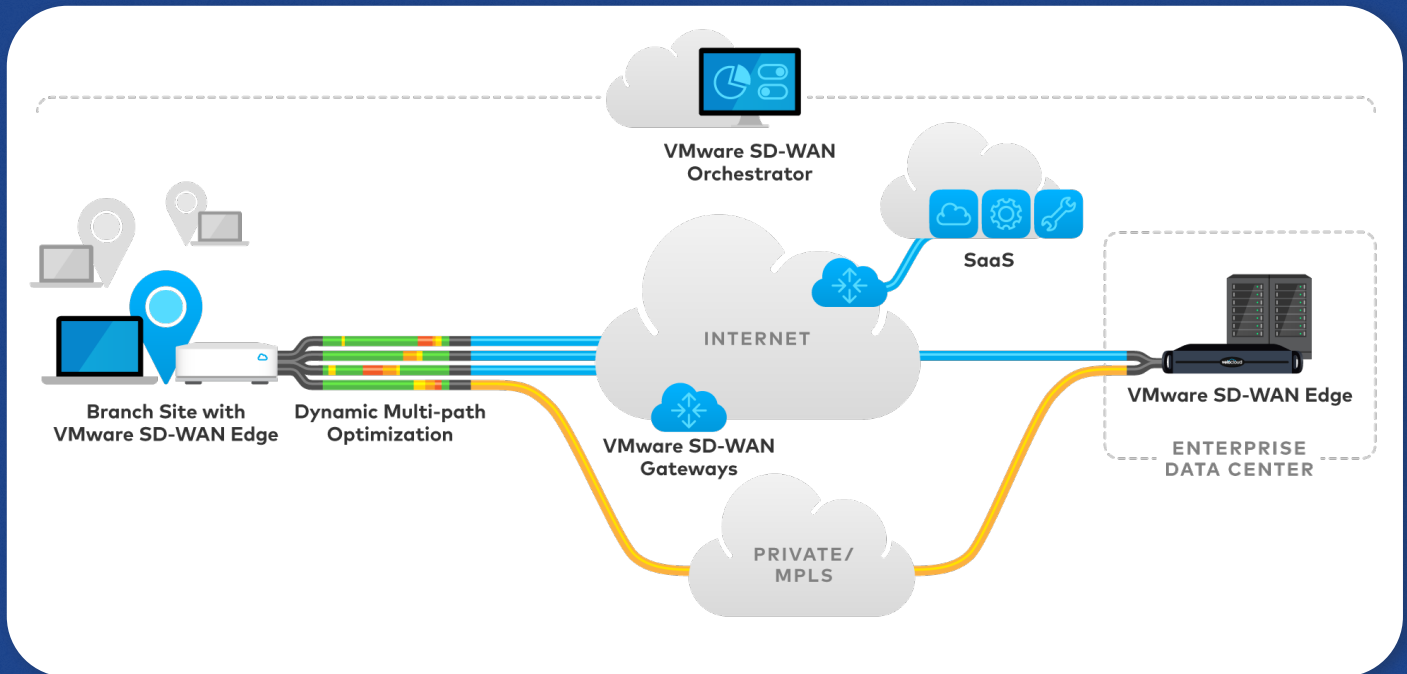 VMware SD-WAN
Orchestrator
SaaS
INTERNET
Branch Site with
VMware SD-WAN Edge
Dynamic Multi-path
Optimization
VMware SD-WAN
Gateways
velocloud
VMware SD-WAN Edge
ENTERPRISE
DATA CENTER
PRIVATE/
MPLS